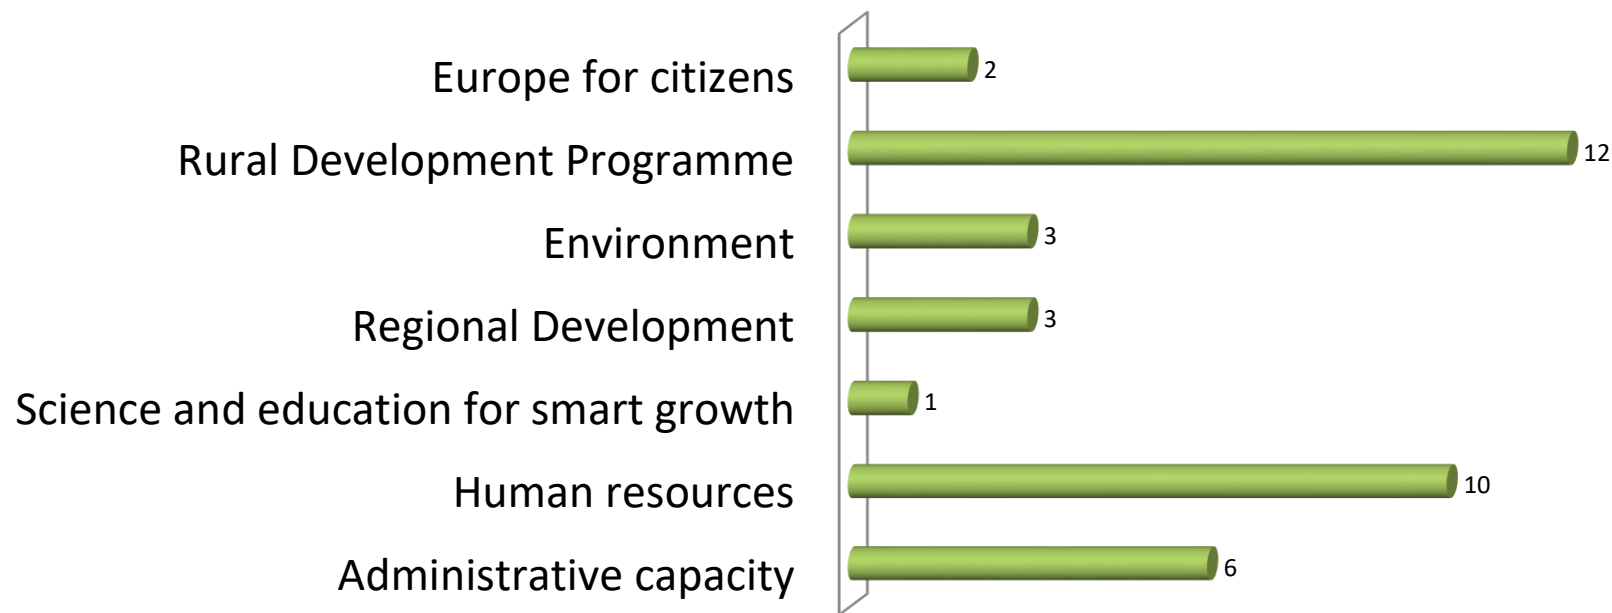 Europe for citizens 2
Rural Development Programme 12
Environment 3
Regional Development 3
Science and education for smart growth 1
Human resources 10
Administrative capacity 6